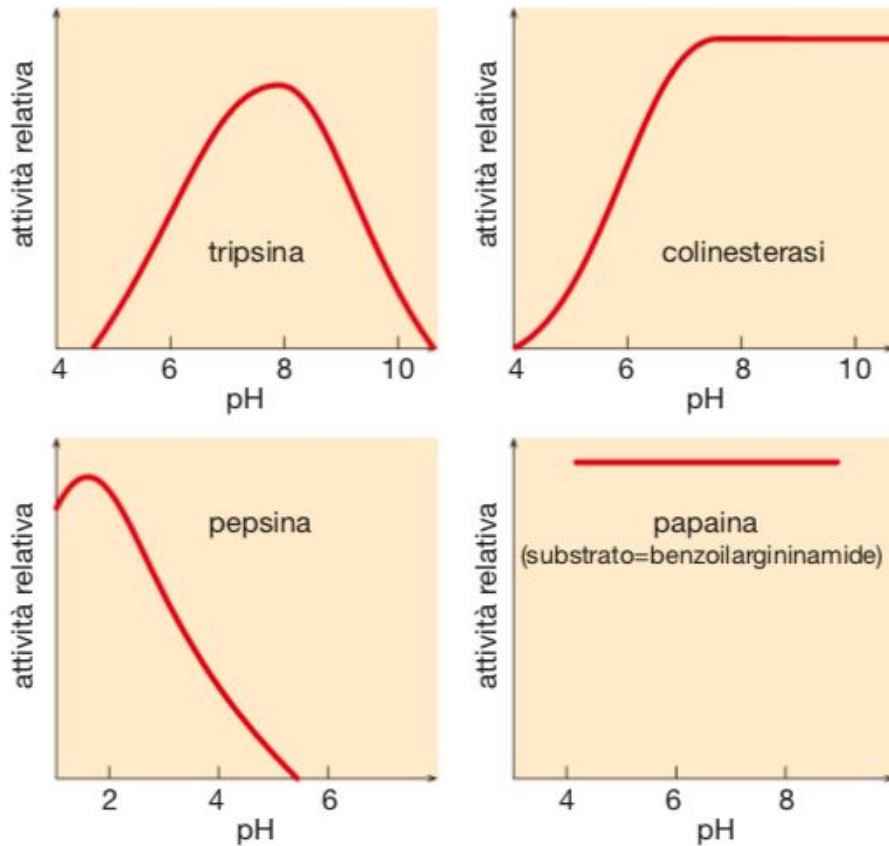 attività relativa
tripsina
4 6 8 10
pH
attività relativa
colinesterasi
4 6 8 10
pH
attività relativa
pepsina
2 4 6
pH
attività relativa
papaina
(substrato=benzoilargininamide)
4 6 8
pH